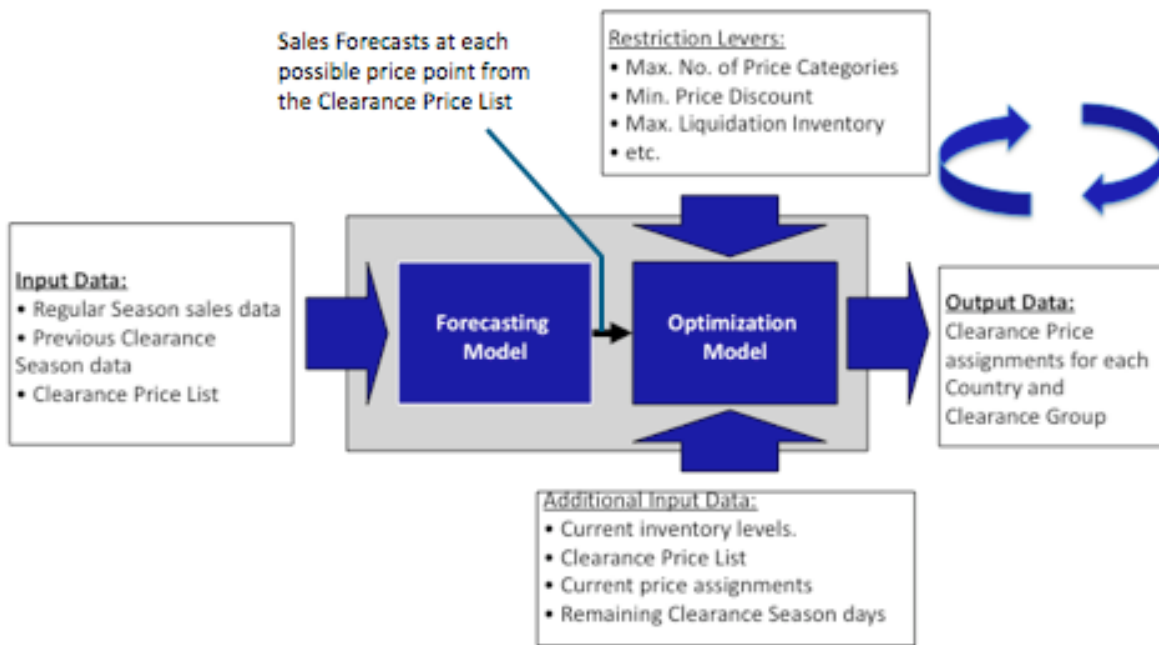 Sales Forecasts at each
possible price point from
the Clearance Price List
Restriction Levers:
• Max. No. of Price Categories
• Min. Price Discount
• Max. Liquidation Inventory
• etc.
Input Data:
• Regular Season sales data
• Previous Clearance
Season data
• Clearance Price List
Forecasting
Model
Optimization
Model
Output Data:
Clearance Price
assignments for each
Country and
Clearance Group
Additional Input Data:
• Current inventory levels.
• Clearance Price List
• Current price assignments
• Remaining Clearance Season days